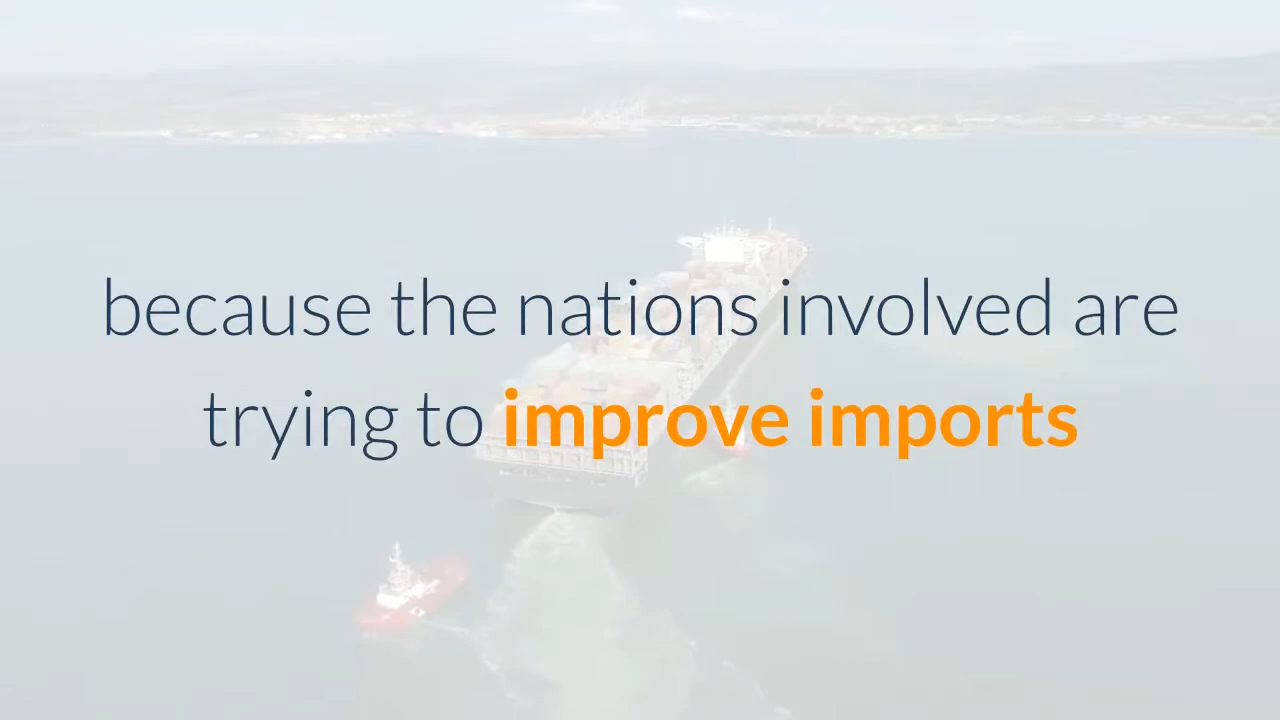 because the nations involved are
trying to improve imports